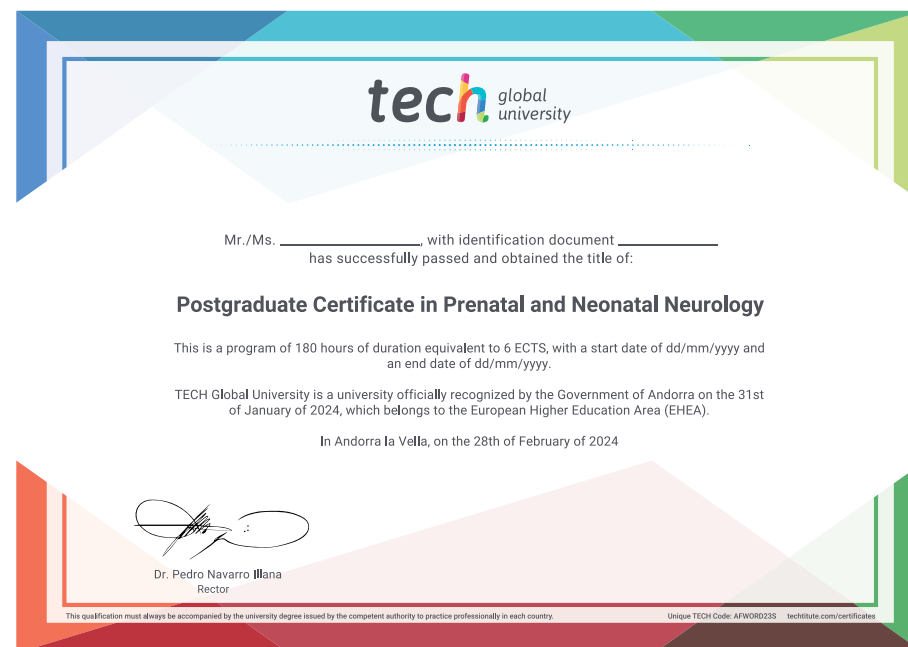 tech global university
Mr./Ms. ____________, with identification document ____________
has successfully passed and obtained the title of:
Postgraduate Certificate in Prenatal and Neonatal Neurology
This is a program of 180 hours of duration equivalent to 6 ECTS, with a start date of dd/mm/yyyy and
an end date of dd/mm/yyyy.
TECH Global University is a university officially recognized by the Government of Andorra on the 31st
of January of 2024, which belongs to the European Higher Education Area (EHEA).
In Andorra la Vella, on the 28th of February of 2024
Dr. Pedro Navarro Illana
Rector
This qualification must always be accompanied by the university degree issued by the competent authority to practice professionally in each country.
Unique TECH Code: AFWORD23S techtitute.com/certificates